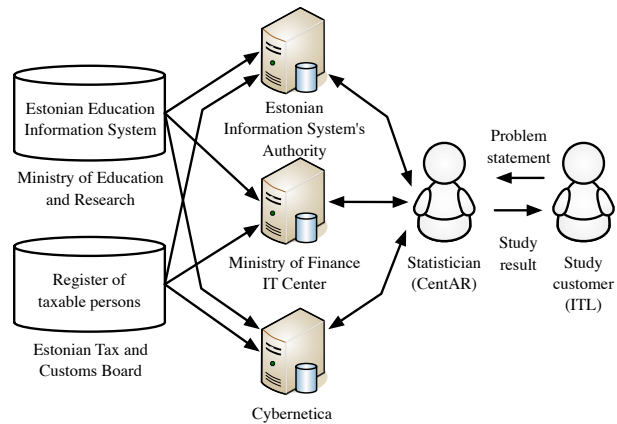 Estonian Education
Information System
Ministry of Education
and Research
Register of
taxable persons
Estonian Tax and
Customs Board
Estonian
Information System's
Authority
Ministry of Finance
IT Center
Cybernetica
Statistician
(CentAR)
Problem
statement
Study
result
Study
customer
(ITL)